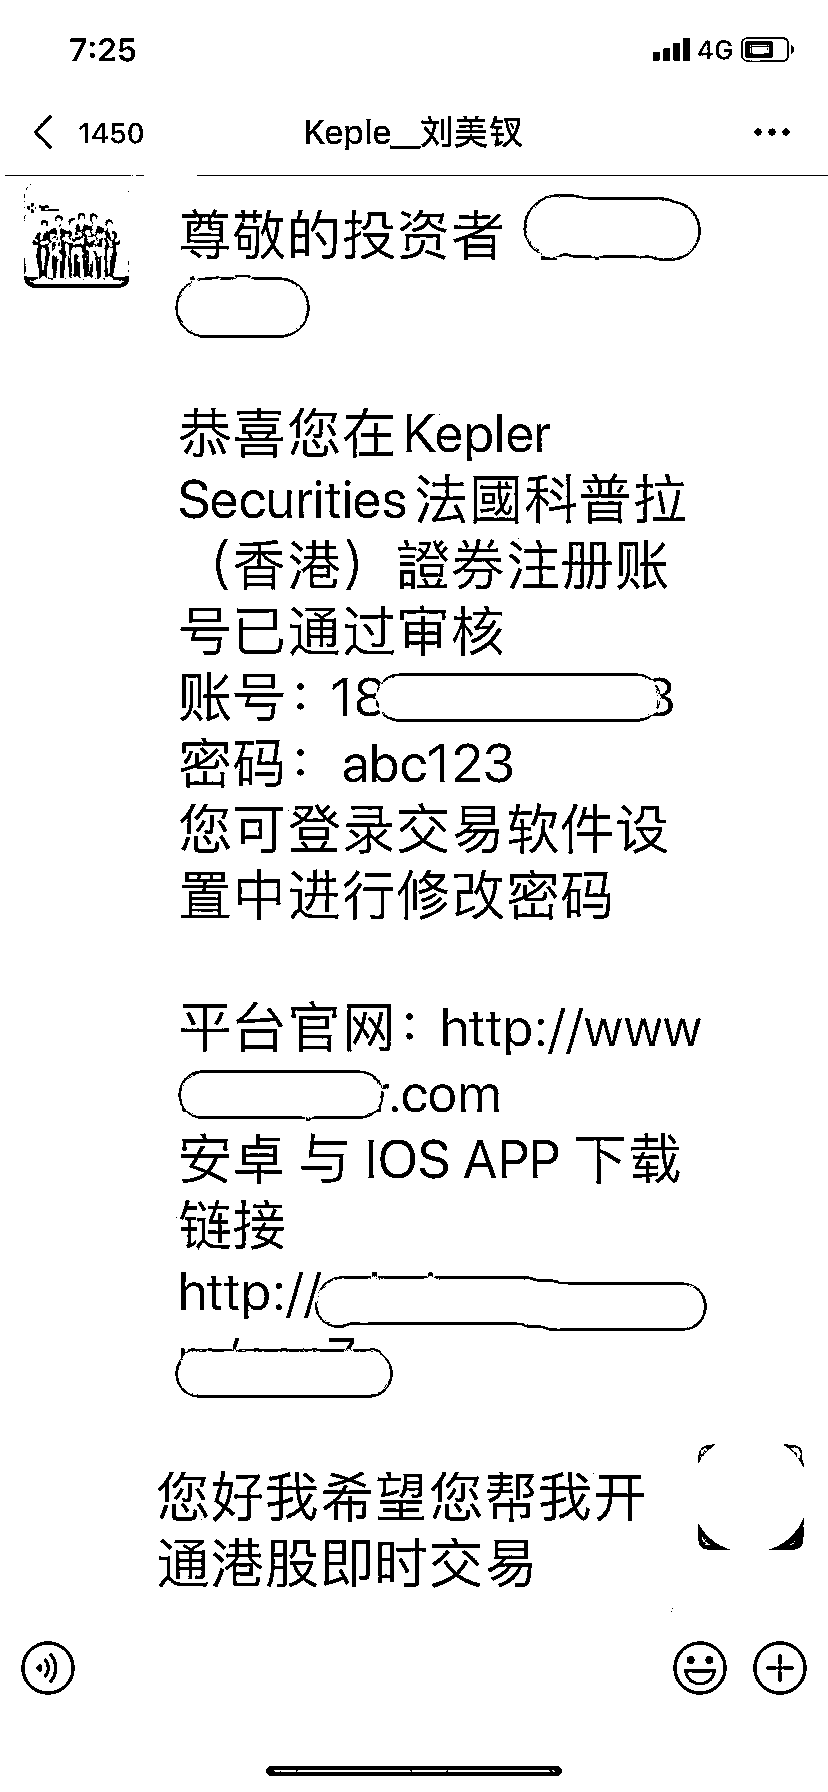 7:25
4G
1450
Keple__刘美钗
尊敬的投资者
恭喜您在Kepler
Securities法國科普拉
（香港）證券注册账
号已通过审核
账号：18 3
密码： abc123
您可登录交易软件设
置中进行修改密码
平台官网：http://www
r.com
安卓 与 IOS APP 下载
链接
http://
您好我希望您帮我开
通港股即时交易